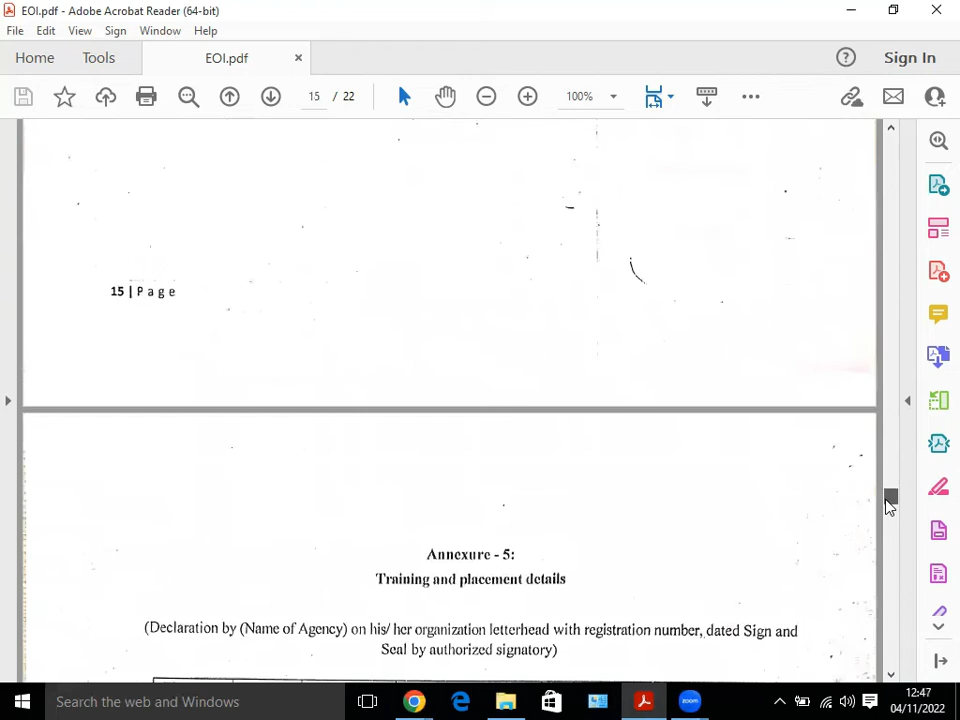 EOI.pdf - Adobe Acrobat Reader (64-bit)
File Edit View Sign Window Help
Home Tools EOI.pdf Sign In
15 / 22 100%
15 | P a g e
Annexure - 5:
Training and placement details
(Declaration by (Name of Agency) on his/ her organization letterhead with registration number, dated Sign and
Seal by authorized signatory)
Search the web and Windows
zoom
12:47
04/11/2022